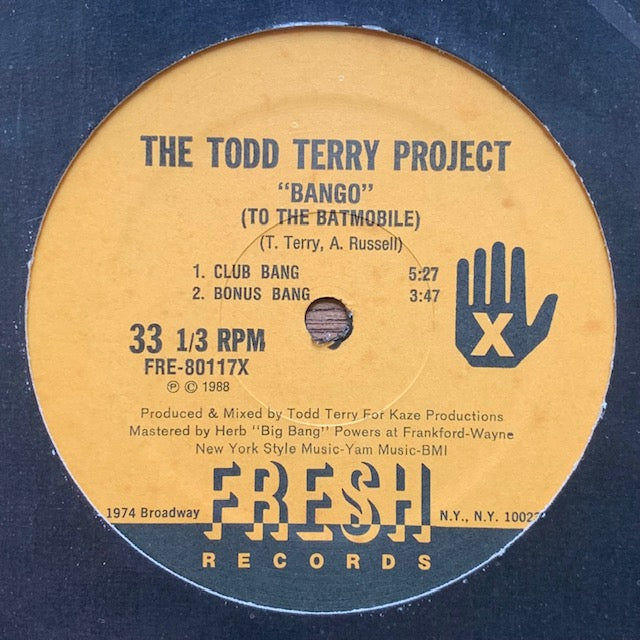 THE TODD TERRY PROJECT
“BANGO”
(TO THE BATMOBILE)
(T. Terry, A. Russell)
1. CLUB BANG 5:27
2. BONUS BANG 3:47
X
33 1/3 RPM
FRE-80117X
℗ © 1988
Produced & Mixed by Todd Terry For Kaze Productions
Mastered by Herb "Big Bang" Powers at Frankford-Wayne
New York Style Music-Yam Music-BMI
FRESH
1974 Broadway N.Y., N.Y.
RECORDS